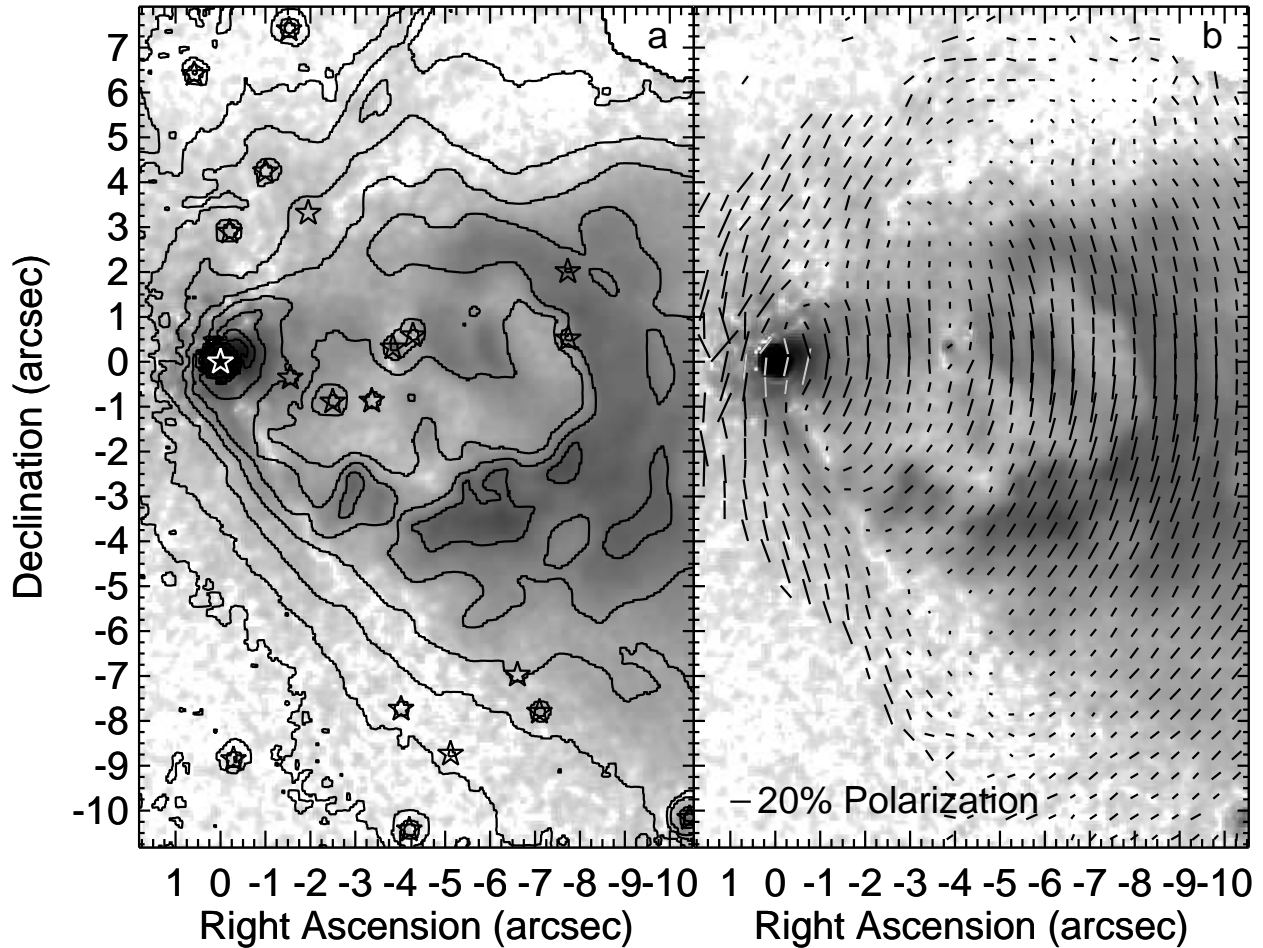 a
b
7
6
5
4
3
2
1
0
-1
-2
-3
-4
-5
-6
-7
-8
-9
-10
Declination (arcsec)
20% Polarization
1 0 -1 -2 -3 -4 -5 -6 -7 -8 -9 -10
1 0 -1 -2 -3 -4 -5 -6 -7 -8 -9 -10
Right Ascension (arcsec)
Right Ascension (arcsec)